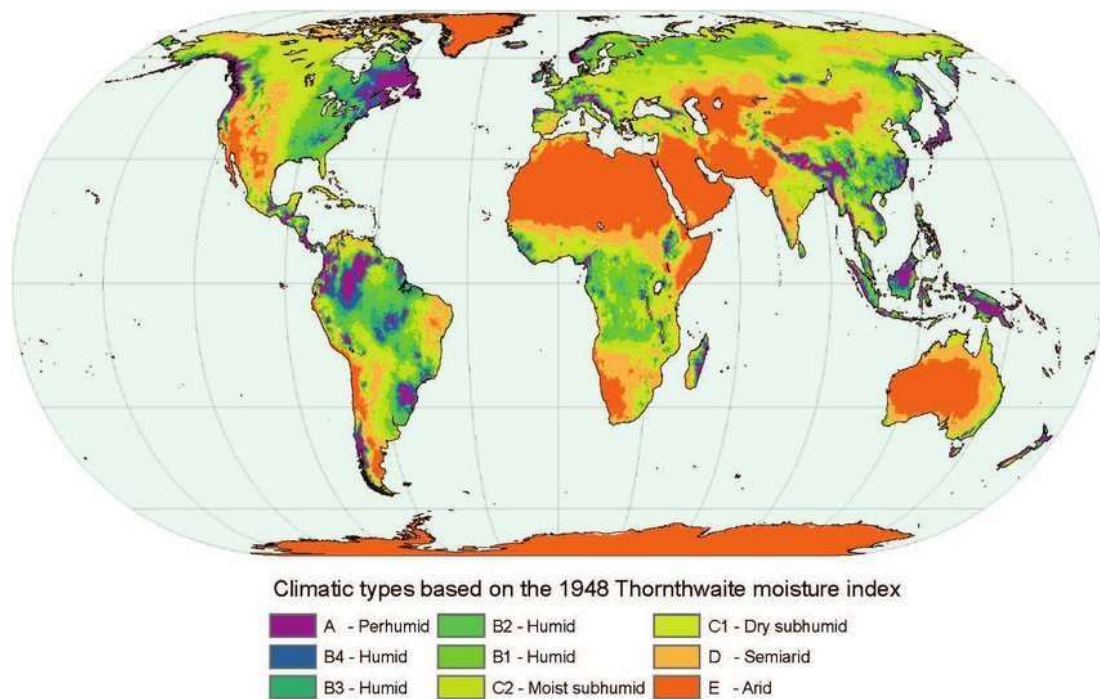 Climatic types based on the 1948 Thornthwaite moisture index
A - Perhumid
B4 - Humid
B3 - Humid
B2 - Humid
B1 - Humid
C2 - Moist subhumid
C1 - Dry subhumid
D - Semiarid
E - Arid